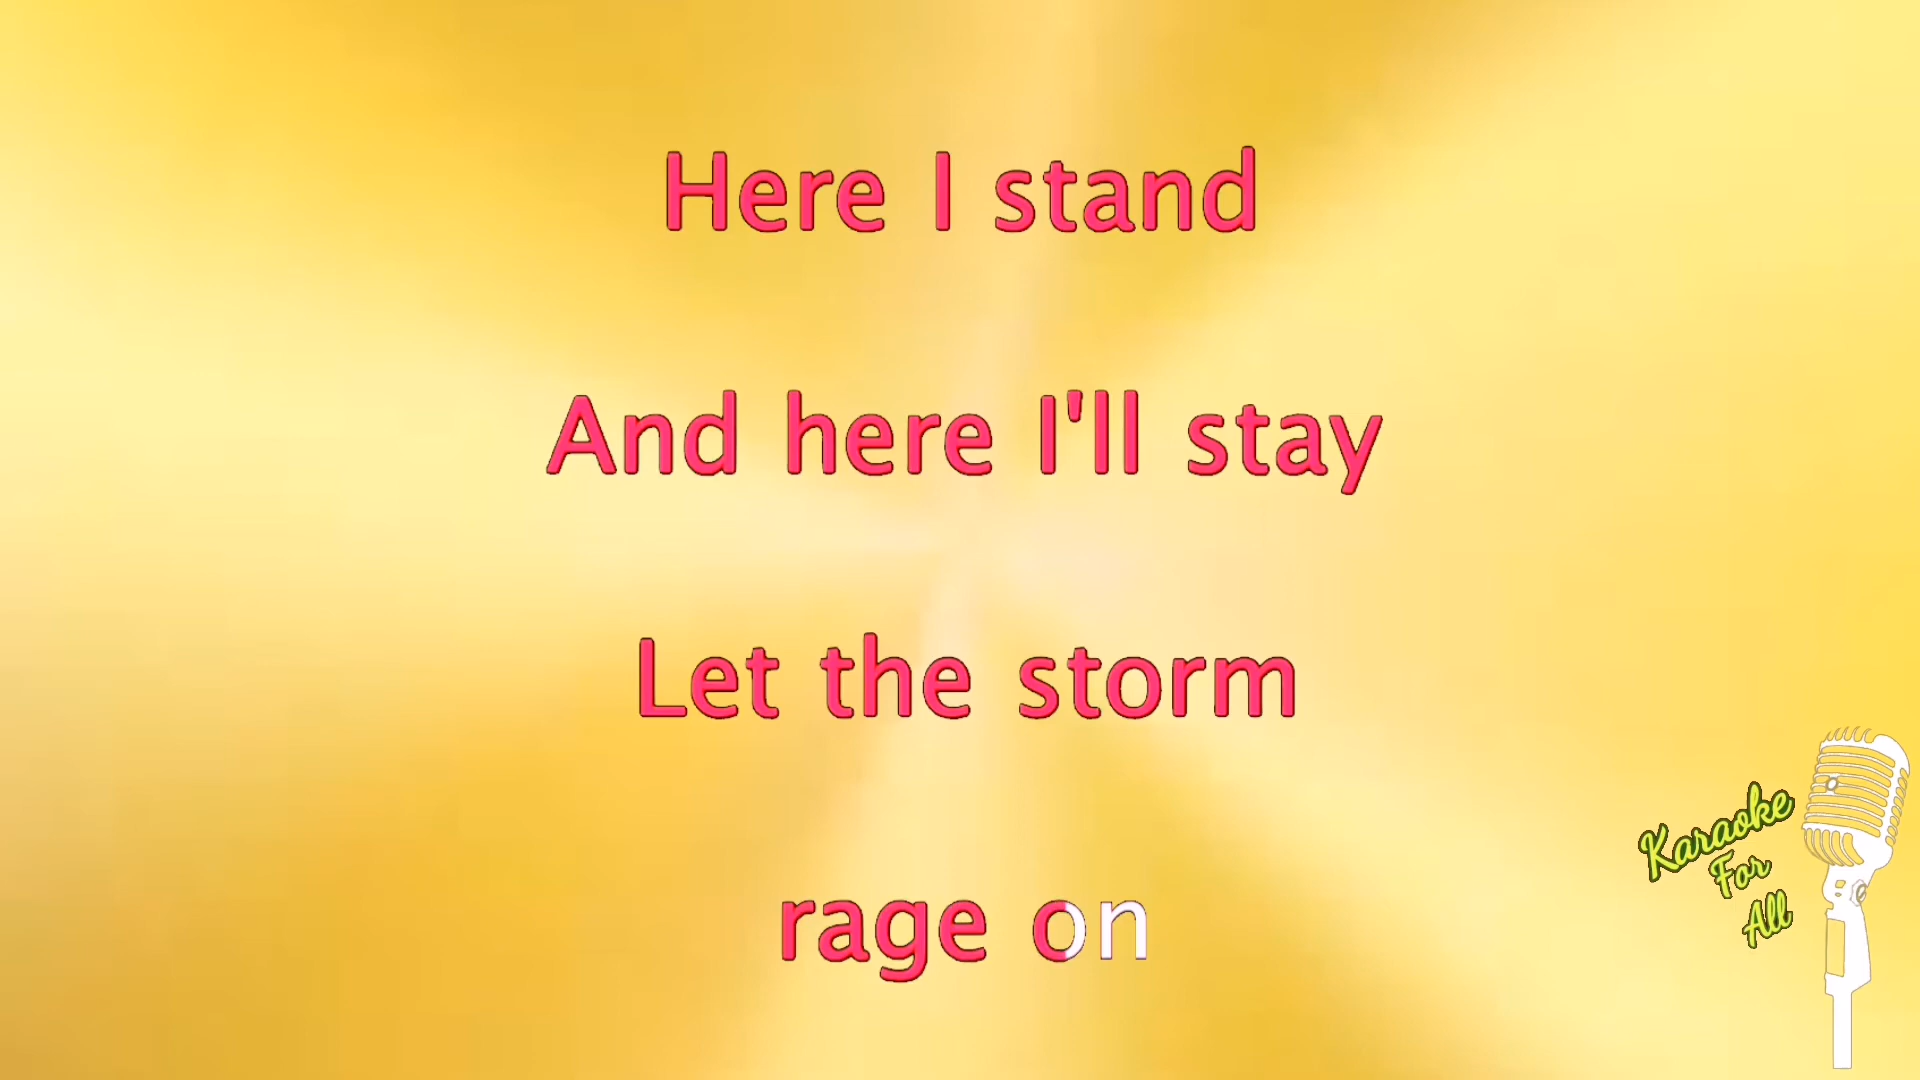 Here I stand
And here I'll stay
Let the storm
rage on
Karaoke
For
All